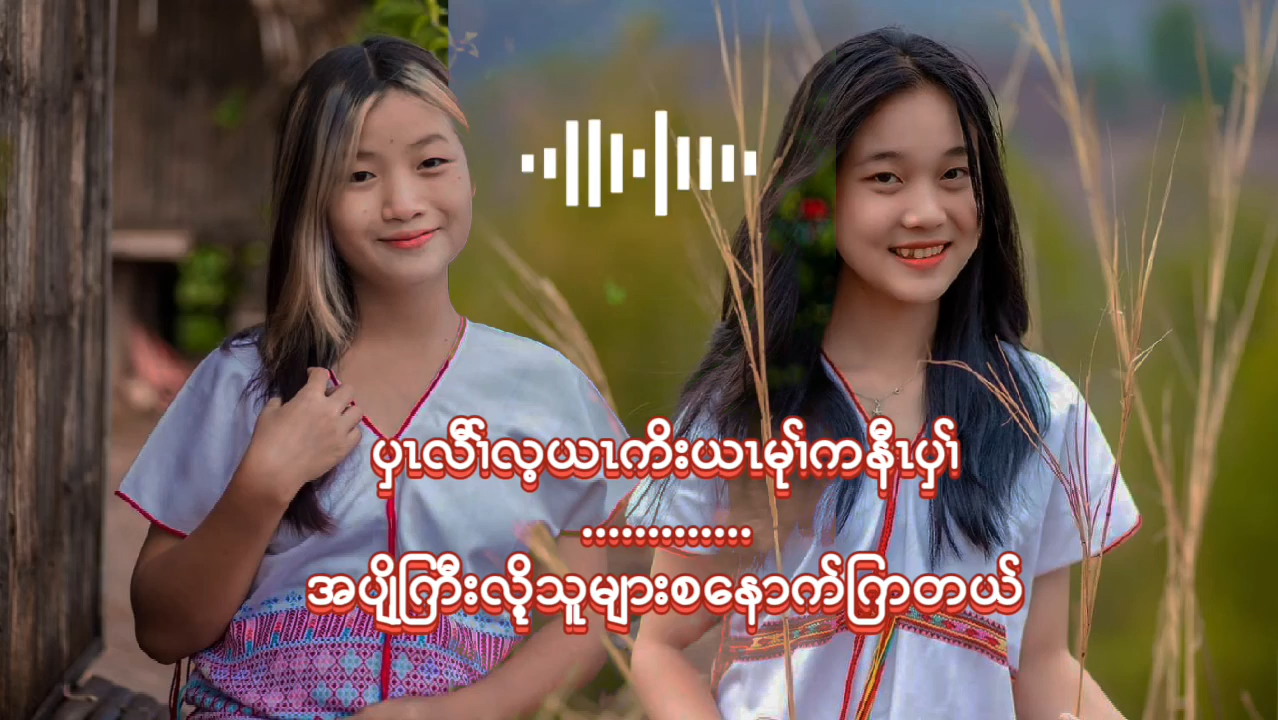 ပှၤလီၢ်လ့ယၤကိးယၤမုၢ်ကနီၤပှၢ်
.............
အပျိုကြီးလို့သူများစနောက်ကြတယ်